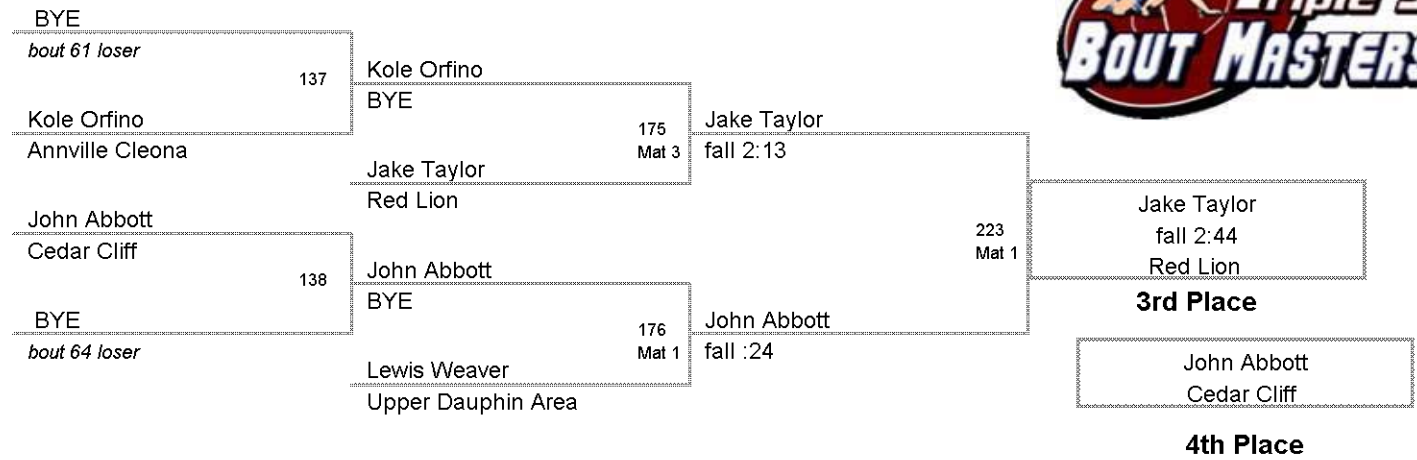 Triple S
BOUT MASTERS
BYE
bout 61 loser
137
Kole Orfino
BYE
Kole Orfino
Annville Cleona
175
Mat 3
Jake Taylor
fall 2:13
Jake Taylor
Red Lion
John Abbott
Cedar Cliff
223
Mat 1
Jake Taylor
fall 2:44
Red Lion
3rd Place
138
John Abbott
BYE
BYE
bout 64 loser
176
Mat 1
John Abbott
fall :24
Lewis Weaver
Upper Dauphin Area
John Abbott
Cedar Cliff
4th Place